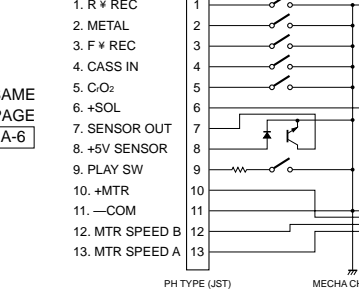 1. R ¥ REC 1
2. METAL 2
3. F ¥ REC 3
4. CASS IN 4
5. CrO2 5
6. +SOL 6
AME
PAGE
A-6
7. SENSOR OUT 7
8. +5V SENSOR 8
9. PLAY SW 9
10. +MTR 10
11. —COM 11
12. MTR SPEED B 12
13. MTR SPEED A 13
PH TYPE (JST)
MECHA CH